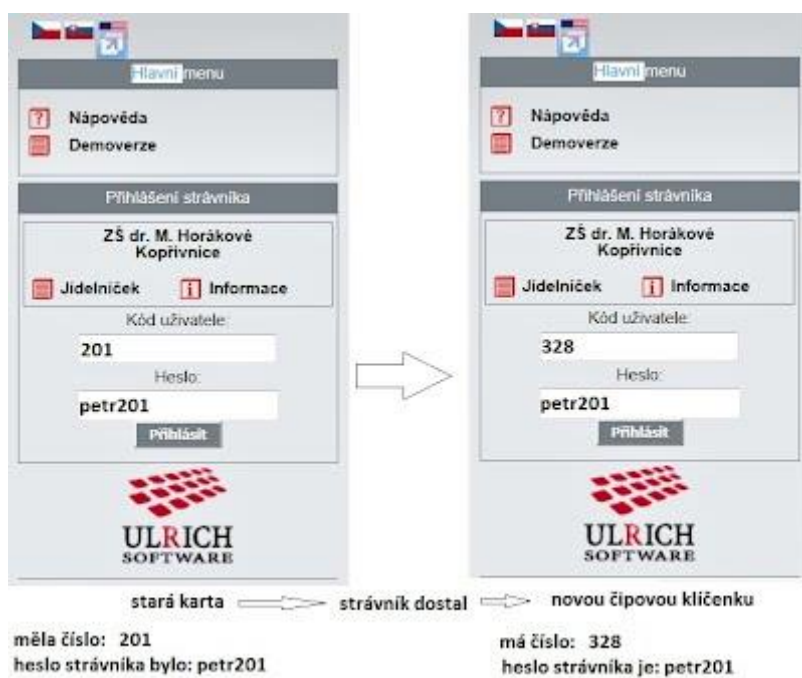 Hlavní menu
Nápověda
Demoverze
Přihlášení strávníka
ZŠ dr. M. Horákové
Kopřivnice
Jídelníček Informace
Kód uživatele:
201
Heslo:
petr201
Přihlásit
ULRICH
SOFTWARE
Hlavní menu
Nápověda
Demoverze
Přihlášení strávníka
ZŠ dr. M. Horákové
Kopřivnice
Jídelníček Informace
Kód uživatele:
328
Heslo:
petr201
Přihlásit
ULRICH
SOFTWARE
stará karta strávník dostal novou čipovou klíčenku
měla číslo: 201
heslo strávníka bylo: petr201
má číslo: 328
heslo strávníka je: petr201